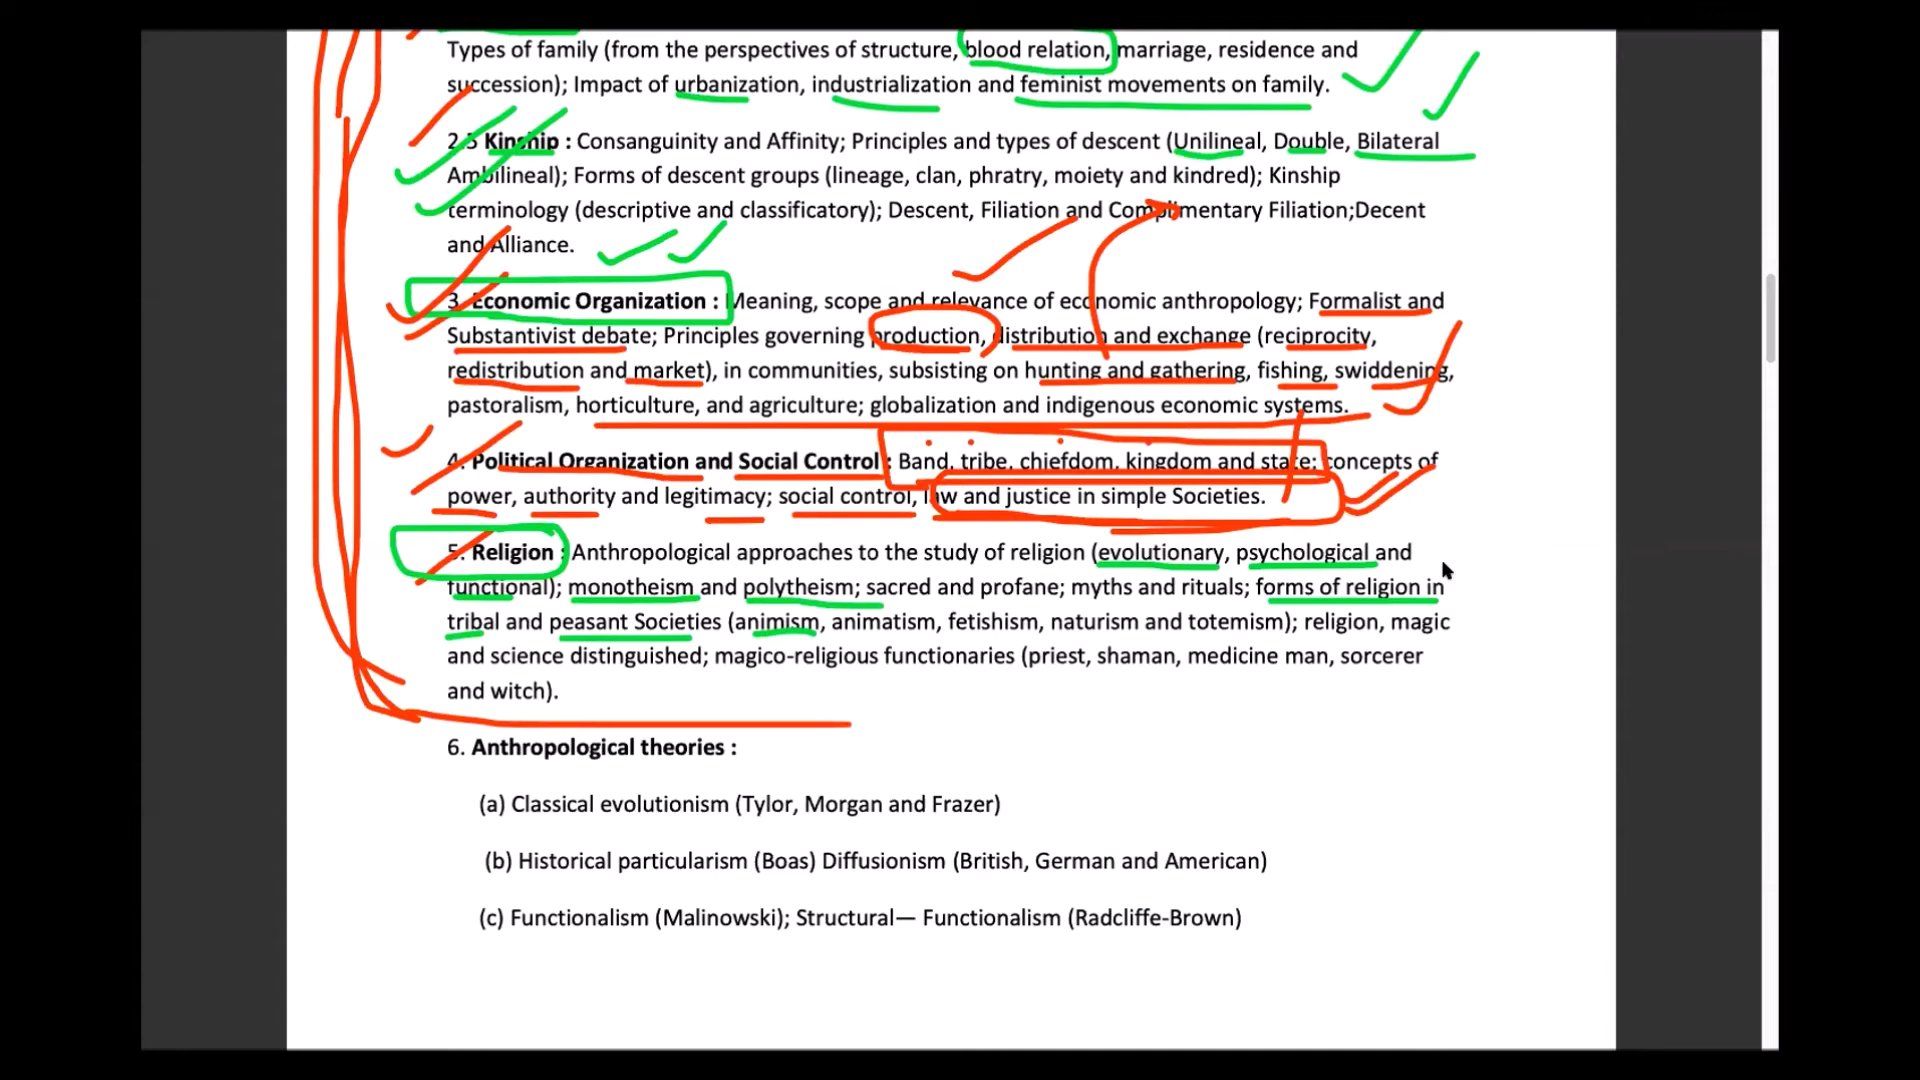 Types of family (from the perspectives of structure, blood relation, marriage, residence and
succession); Impact of urbanization, industrialization and feminist movements on family.
2.5 Kinship : Consanguinity and Affinity; Principles and types of descent (Unilineal, Double, Bilateral
Ambilineal); Forms of descent groups (lineage, clan, phratry, moiety and kindred); Kinship
terminology (descriptive and classificatory); Descent, Filiation and Complimentary Filiation;Decent
and Alliance.
3. Economic Organization : Meaning, scope and relevance of economic anthropology; Formalist and
Substantivist debate; Principles governing production, distribution and exchange (reciprocity,
redistribution and market), in communities, subsisting on hunting and gathering, fishing, swiddening,
pastoralism, horticulture, and agriculture; globalization and indigenous economic systems.
4. Political Organization and Social Control : Band, tribe, chiefdom, kingdom and state; concepts of
power, authority and legitimacy; social control, law and justice in simple Societies.
5. Religion : Anthropological approaches to the study of religion (evolutionary, psychological and
functional); monotheism and polytheism; sacred and profane; myths and rituals; forms of religion in
tribal and peasant Societies (animism, animatism, fetishism, naturism and totemism); religion, magic
and science distinguished; magico-religious functionaries (priest, shaman, medicine man, sorcerer
and witch).
6. Anthropological theories :
(a) Classical evolutionism (Tylor, Morgan and Frazer)
(b) Historical particularism (Boas) Diffusionism (British, German and American)
(c) Functionalism (Malinowski); Structural— Functionalism (Radcliffe-Brown)